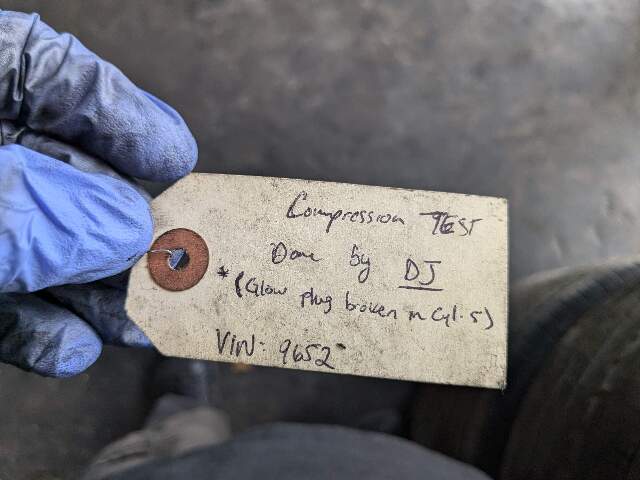 Compression TEST
Done by DJ
* (Glow plug broken in Cyl. 5)
VIN: 9652